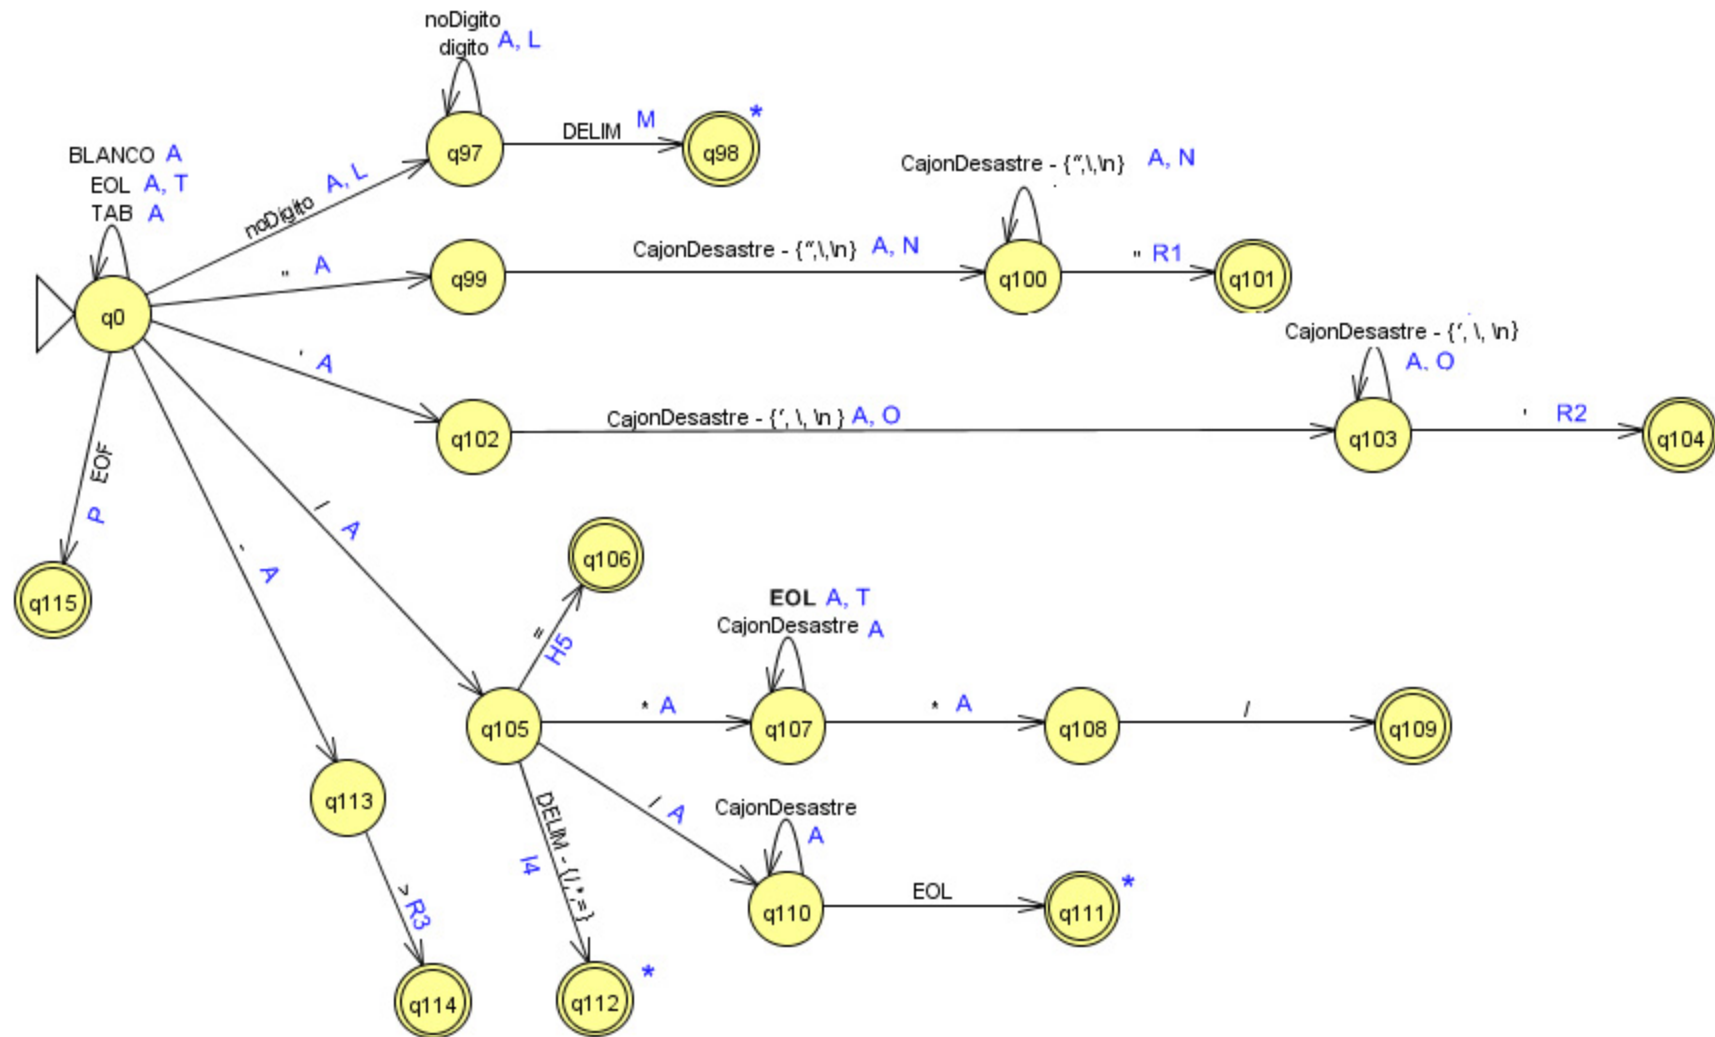 noDigito
digito A, L
BLANCO A
EOL A, T
TAB A
noDigito A, L
q97
DELIM M
q98 *
" A
q99
CajonDesastre - {",\,\n} A, N
CajonDesastre - {",\,\n} A, N
q100
" R1
q101
q0
' A
q102
CajonDesastre - {', \, \n } A, O
CajonDesastre - {', \, \n}
A, O
q103
' R2
q104
EOF
P
q115
- A
/ A
q113
> R3
q114
q105
=
H5
q106
* A
EOL A, T
CajonDesastre A
q107
* A
q108
/
q109
/ A
CajonDesastre
A
q110
EOL
q111 *
DELIM - {/,*,=}
I4
q112 *